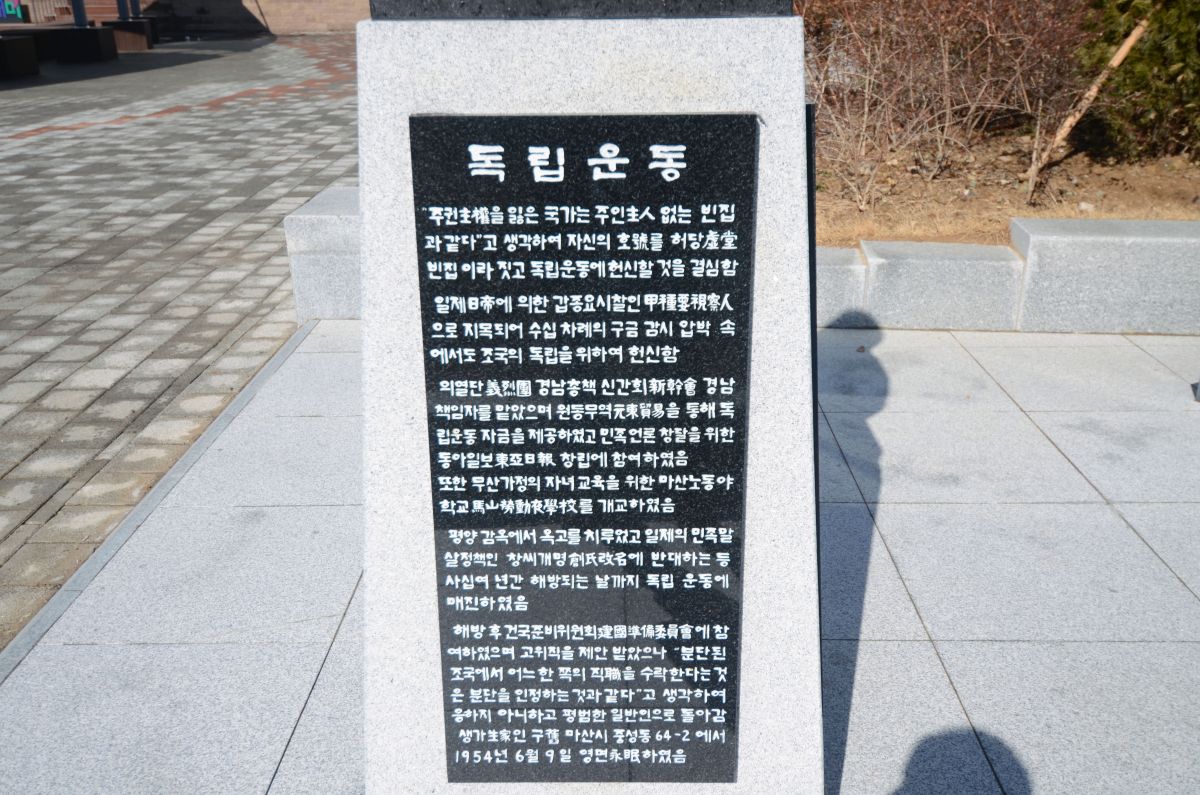 독립운동
"주권主權을 잃은 국가는 주인主人 없는 빈집
과 같다"고 생각하여 자신의 호號를 허당虛堂
빈집 이라 짓고 독립운동에 헌신할 것을 결심함
일제日帝에 의한 갑종요시찰인 甲種要視察人
으로 지목되어 수십 차례의 구금 감시 압박 속
에서도 조국의 독립을 위하여 헌신함
의열단義烈團 경남총책 신간회新幹會 경남
책임자를 맡았으며 원동무역元東貿易을 통해 독
립운동 자금을 제공하였고 민족언론 창달을 위한
동아일보東亞日報 창립에 참여하였음
또한 무산가정의 자녀교육을 위한 마산노동야
학교馬山勞動夜學校를 개교하였음
평양 감옥에서 옥고를 치루었고 일제의 민족말
살정책인 창씨개명創氏改名에 반대하는 등
사십여 년간 해방되는 날까지 독립 운동에
매진하였음
해방 후 건국준비위원회建國準備委員會에 참
여하였으며 고위직을 제안 받았으나 "분단된
조국에서 어느 한 쪽의 직職을 수락한다는 것
은 분단을 인정하는 것과 같다"고 생각하여
응하지 아니하고 평범한 일반인으로 돌아감
생가生家인 구舊 마산시 중성동 64-2 에서
1954년 6월 9일 영면永眠하였음